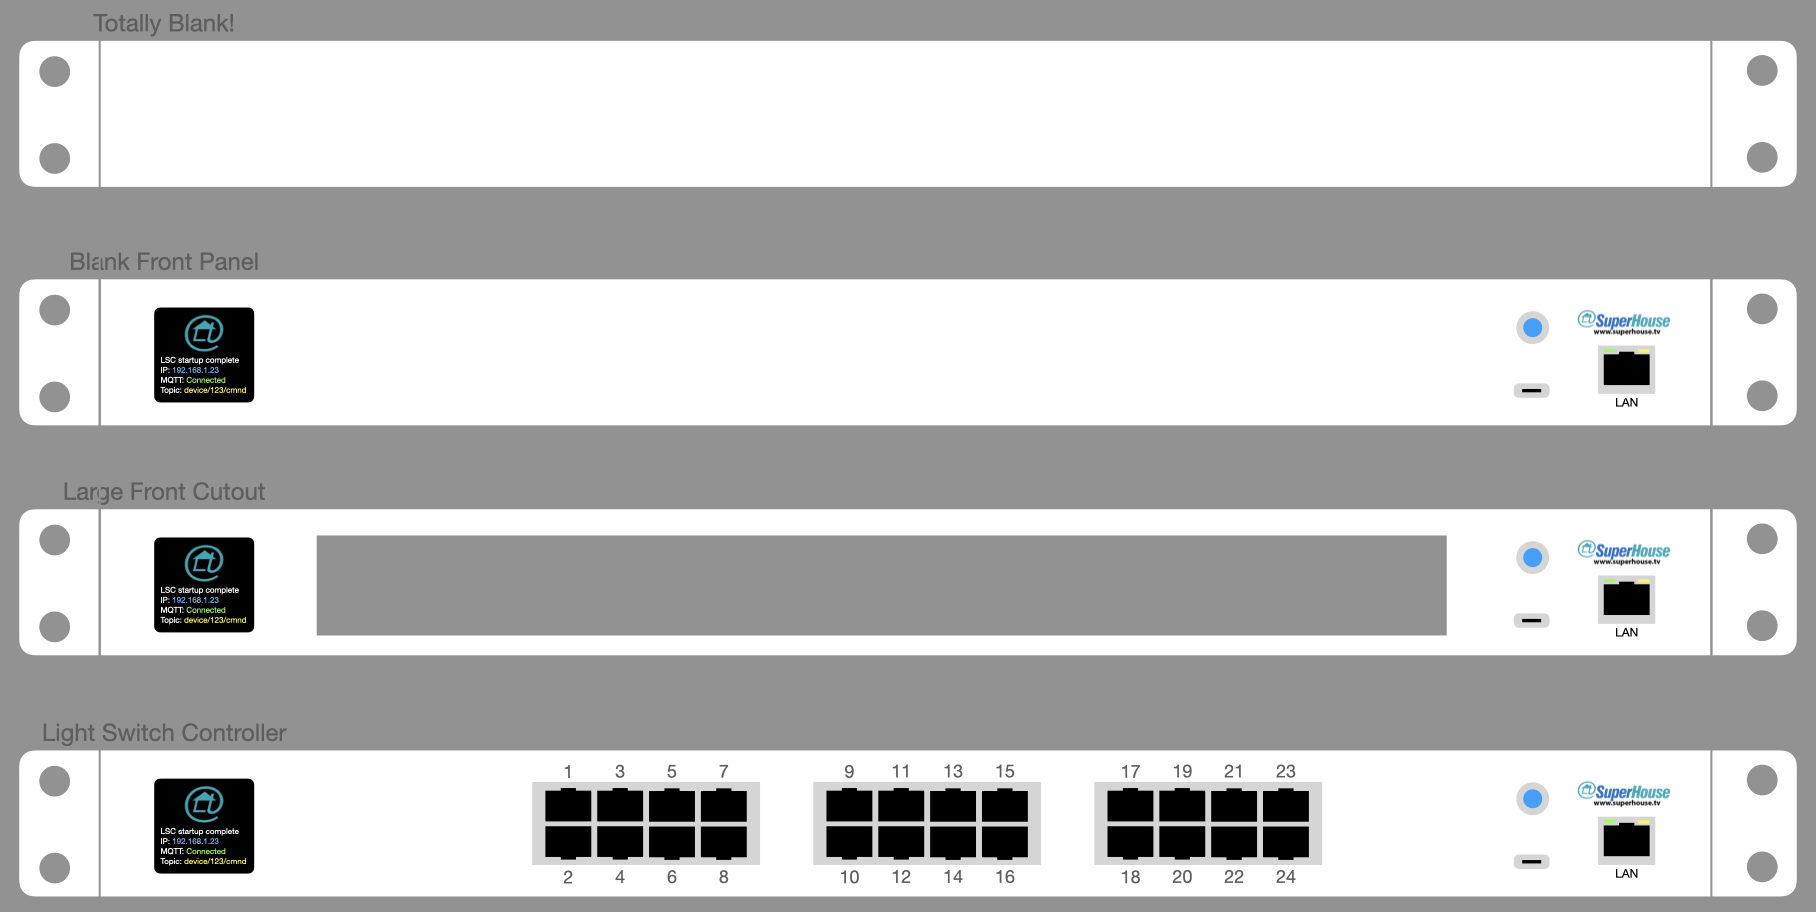 Totally Blank!
Blank Front Panel
LSC startup complete
IP: 192.168.1.23
MQTT: Connected
Topic: device/123/cmnd
SuperHouse
www.superhouse.tv
LAN
Large Front Cutout
LSC startup complete
IP: 192.168.1.23
MQTT: Connected
Topic: device/123/cmnd
SuperHouse
www.superhouse.tv
LAN
Light Switch Controller
LSC startup complete
IP: 192.168.1.23
MQTT: Connected
Topic: device/123/cmnd
1 3 5 7 9 11 13 15 17 19 21 23
2 4 6 8 10 12 14 16 18 20 22 24
SuperHouse
www.superhouse.tv
LAN